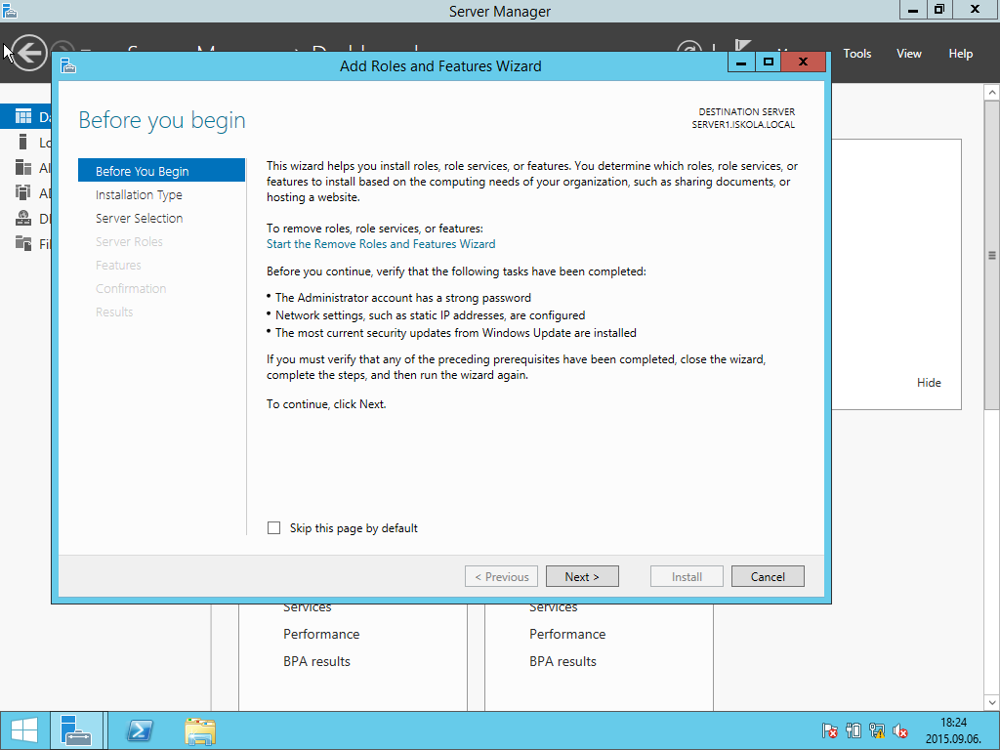 Server Manager
Tools View Help
Add Roles and Features Wizard
Before you begin
DESTINATION SERVER
SERVER1.ISKOLA.LOCAL
Before You Begin
Installation Type
Server Selection
Server Roles
Features
Confirmation
Results
This wizard helps you install roles, role services, or features. You determine which roles, role services, or
features to install based on the computing needs of your organization, such as sharing documents, or
hosting a website.
To remove roles, role services, or features:
Start the Remove Roles and Features Wizard
Before you continue, verify that the following tasks have been completed:
• The Administrator account has a strong password
• Network settings, such as static IP addresses, are configured
• The most current security updates from Windows Update are installed
If you must verify that any of the preceding prerequisites have been completed, close the wizard,
complete the steps, and then run the wizard again.
To continue, click Next.
Skip this page by default
< Previous Next > Install Cancel
Hide
Services Services
Performance Performance
BPA results BPA results
18:24
2015.09.06.